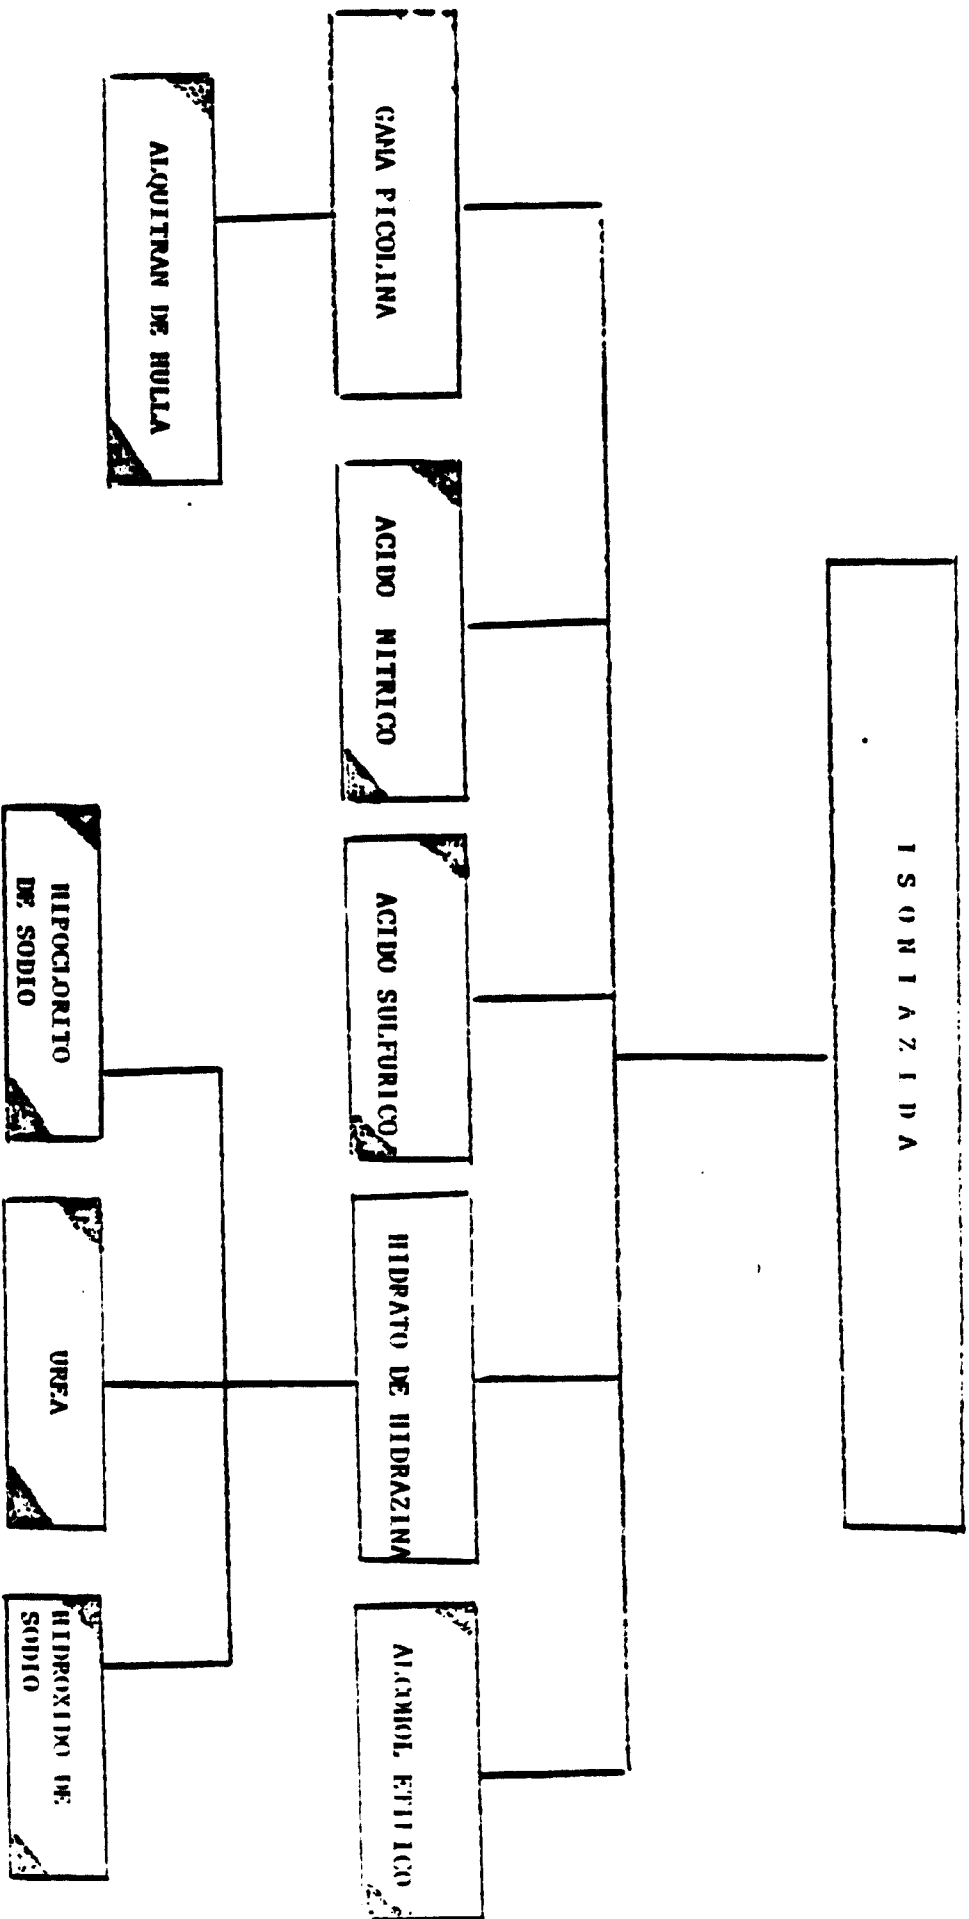 I S O N I A Z I D A
GAMA PICOLINA
ACIDO NITRICO
ACIDO SULFURICO
HIDRATO DE HIDRAZINA
ALCOHOL ETILICO
ALQUITRAN DE HULLA
HIPOCLORITO
DE SODIO
UREA
HIDROXIDO DE
SODIO